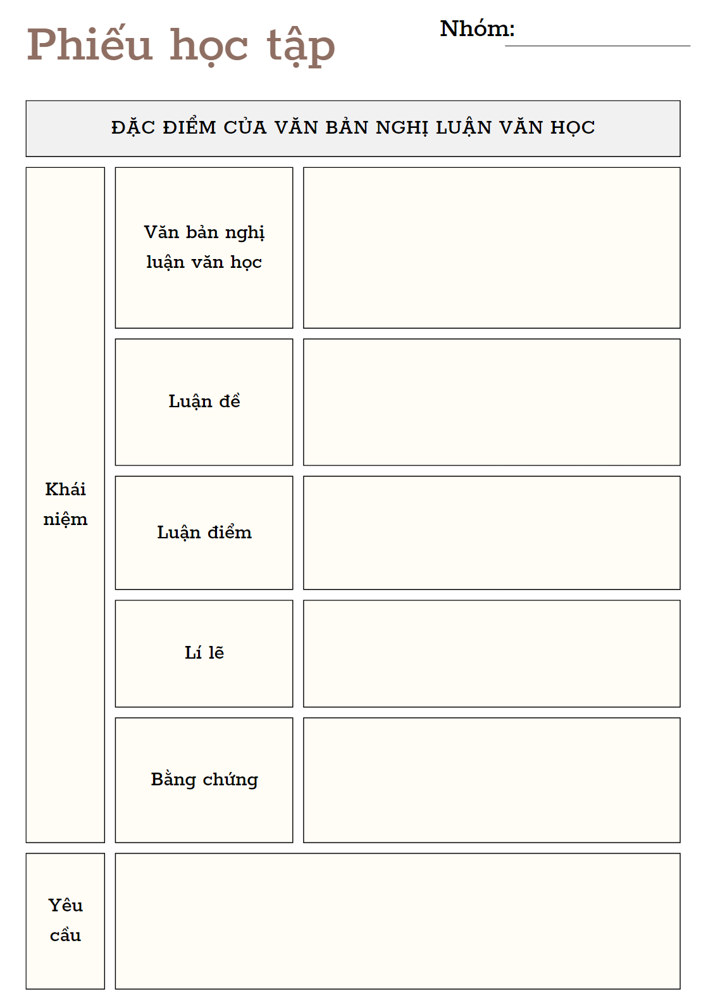 Phiếu học tập
Nhóm:
ĐẶC ĐIỂM CỦA VĂN BẢN NGHỊ LUẬN VĂN HỌC
Khái
niệm
Văn bản nghị
luận văn học
Luận đề
Luận điểm
Lí lẽ
Bằng chứng
Yêu
cầu